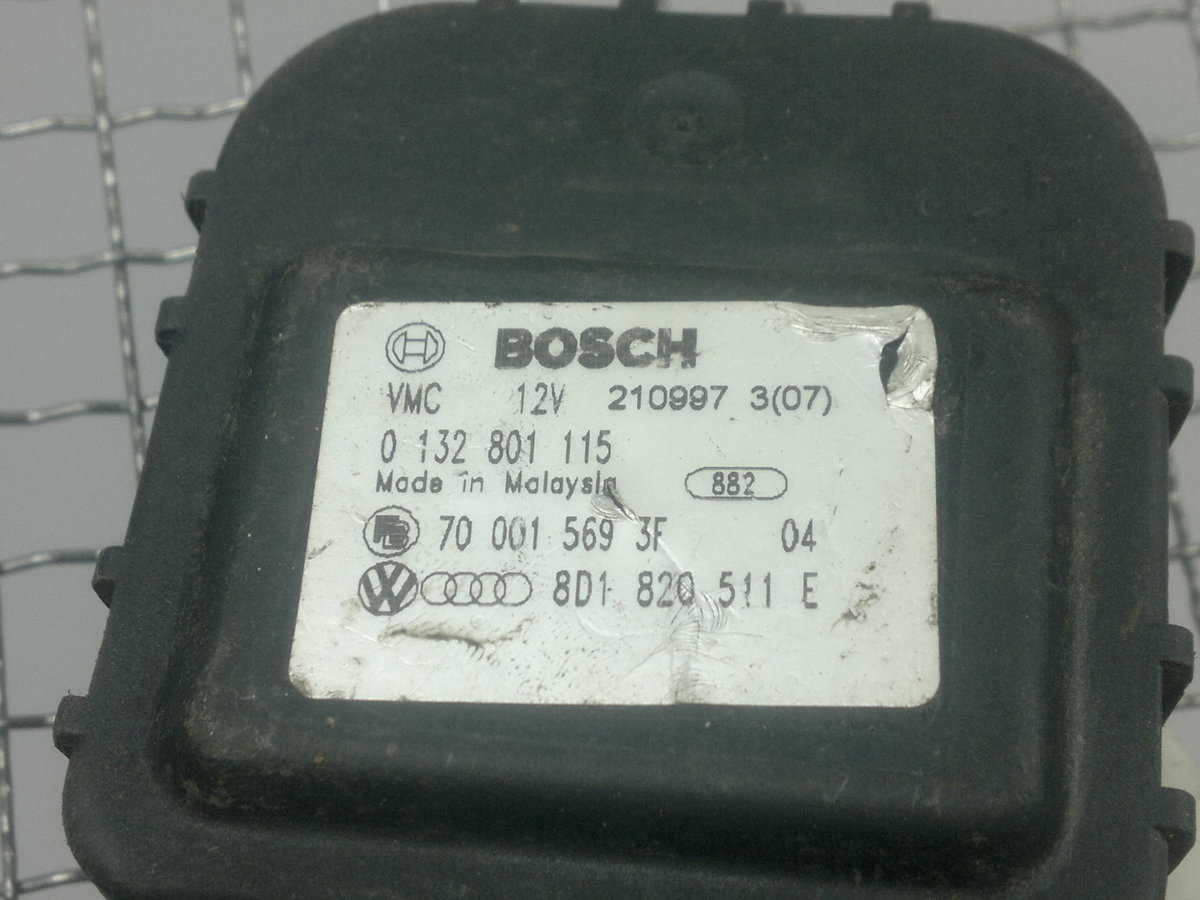 BOSCH
VMC 12V 210997 3(07)
0 132 801 115
Made in Malaysia 882
70 001 569 3F 04
VW 8D1 820 511 E